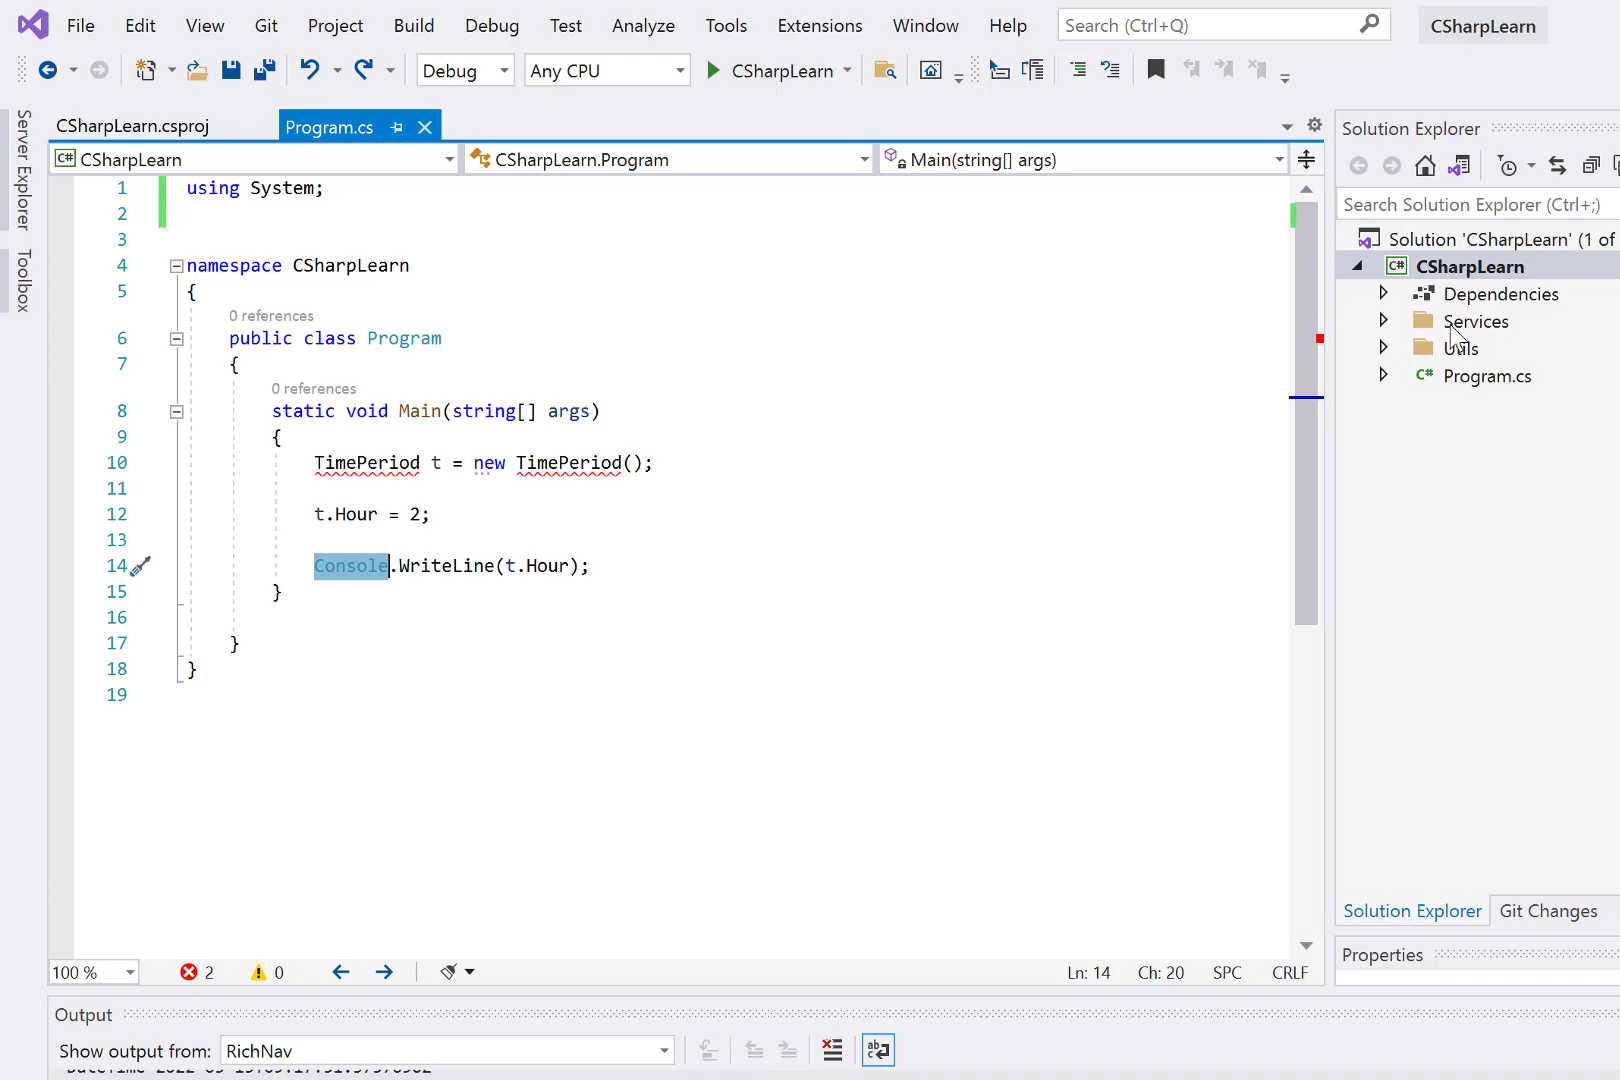 File Edit View Git Project Build Debug Test Analyze Tools Extensions Window Help Search (Ctrl+Q) CSharpLearn
Debug Any CPU CSharpLearn
Server Explorer
Toolbox
CSharpLearn.csproj Program.cs
CSharpLearn CSharpLearn.Program Main(string[] args)
1 using System;
2
3
4 namespace CSharpLearn
5 {
0 references
6 public class Program
7 {
0 references
8 static void Main(string[] args)
9 {
10 TimePeriod t = new TimePeriod();
11
12 t.Hour = 2;
13
14 Console.WriteLine(t.Hour);
15 }
16
17 }
18 }
19
100 % 2 0 Ln: 14 Ch: 20 SPC CRLF
Output
Show output from: RichNav
Solution Explorer
Search Solution Explorer (Ctrl+;)
Solution 'CSharpLearn' (1 of
C# CSharpLearn
Dependencies
Services
Utils
C# Program.cs
Solution Explorer Git Changes
Properties